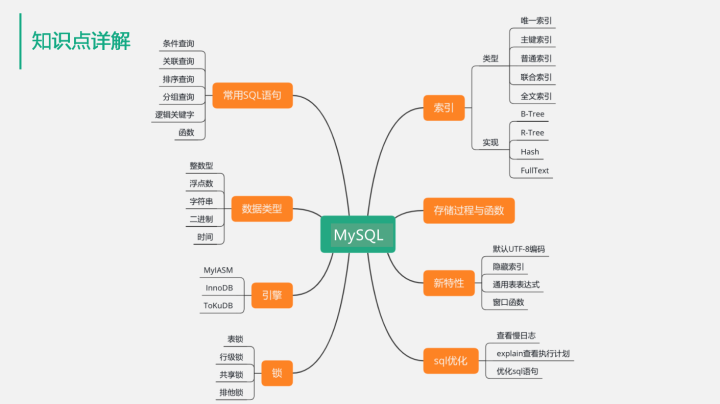 知识点详解
MySQL
常用SQL语句
条件查询
关联查询
排序查询
分组查询
逻辑关键字
函数
数据类型
整数型
浮点数
字符串
二进制
时间
引擎
MyIASM
InnoDB
ToKuDB
锁
表锁
行级锁
共享锁
排他锁
索引
类型
唯一索引
主键索引
普通索引
联合索引
全文索引
实现
B-Tree
R-Tree
Hash
FullText
存储过程与函数
新特性
默认UTF-8编码
隐藏索引
通用表表达式
窗口函数
sql优化
查看慢日志
explain查看执行计划
优化sql语句